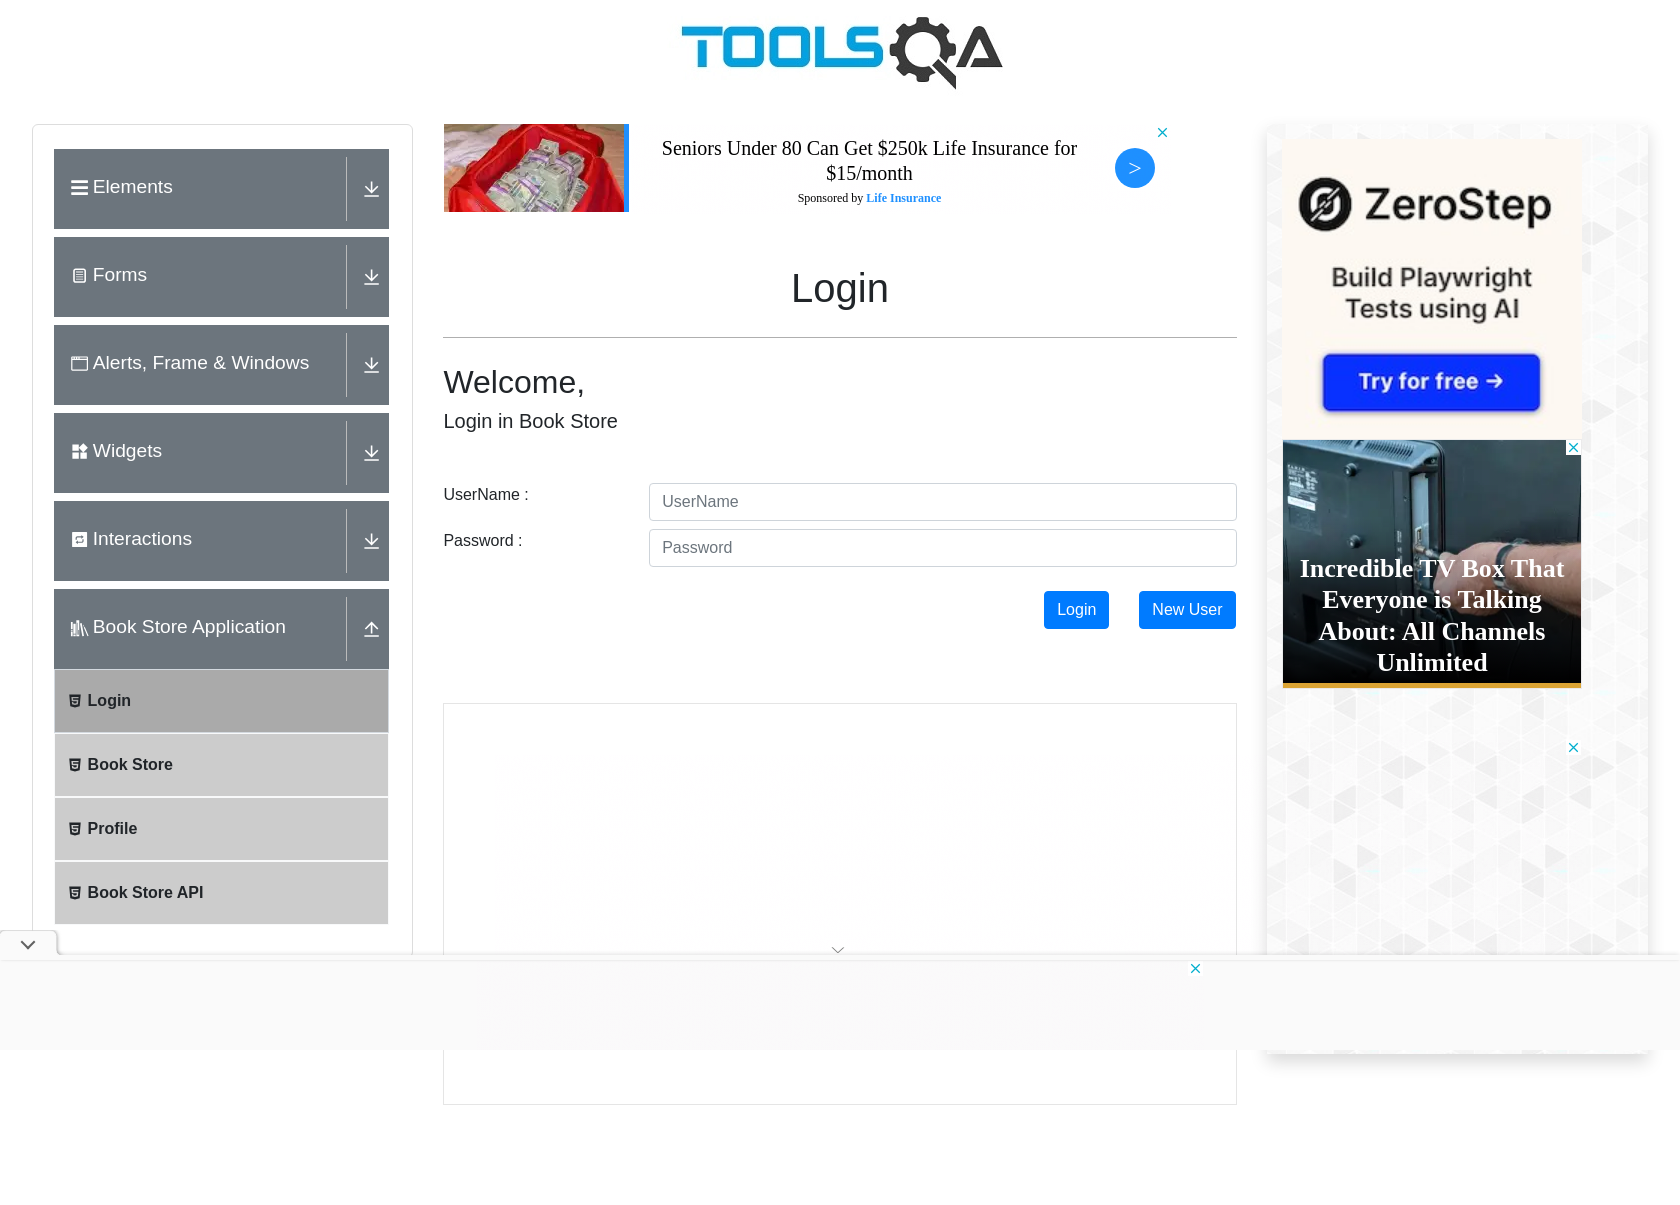 TOOLSQA
Elements
Forms
Alerts, Frame & Windows
Widgets
Interactions
Book Store Application
Login
Book Store
Profile
Book Store API
Seniors Under 80 Can Get $250k Life Insurance for
$15/month
Sponsored by Life Insurance
>
Login
Welcome,
Login in Book Store
UserName :
UserName
Password :
Password
Login
New User
ZeroStep
Build Playwright
Tests using AI
Try for free →
Incredible TV Box That
Everyone is Talking
About: All Channels
Unlimited